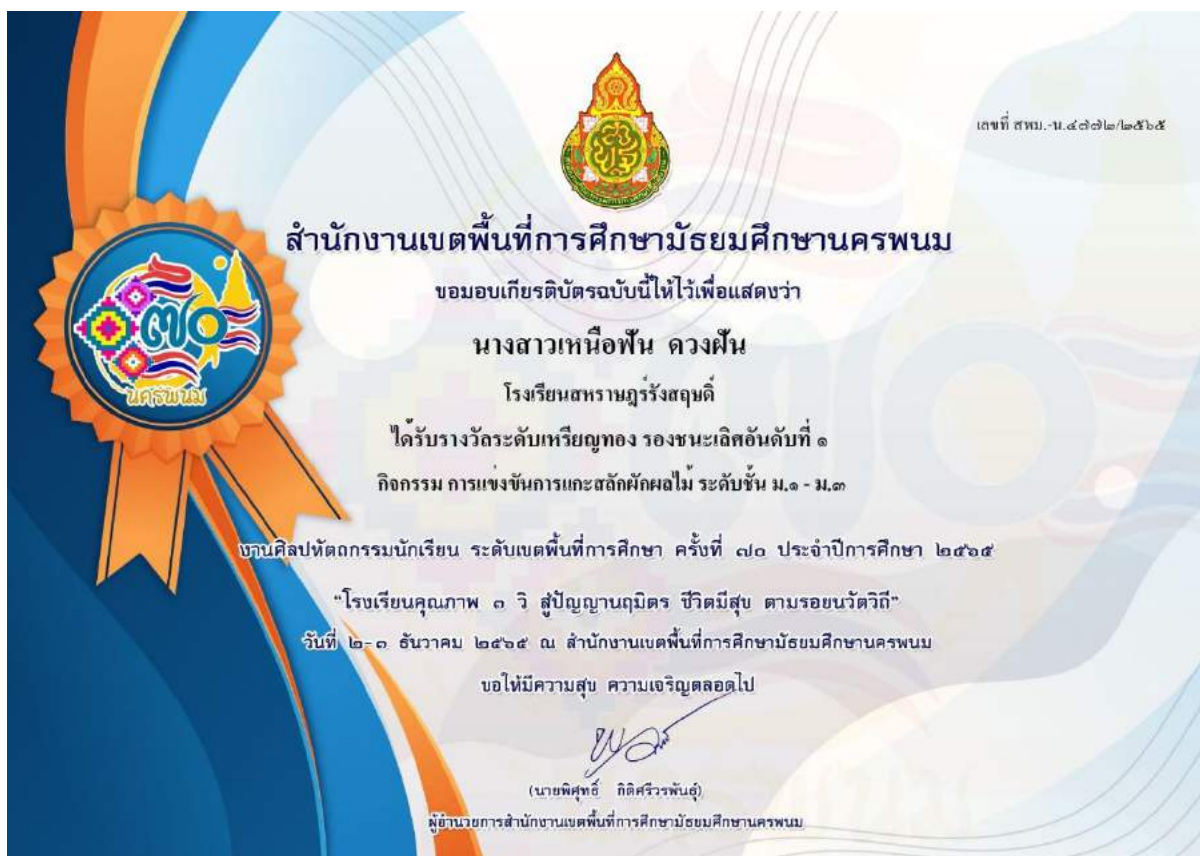 เลขที่ สพม.-น.๔๗๗๒/๒๕๖๕
สำนักงานเขตพื้นที่การศึกษามัธยมศึกษานครพนม
ขอมอบเกียรติบัตรฉบับนี้ให้ไว้เพื่อแสดงว่า
นางสาวเหนือฟัน ดวงฝัน
โรงเรียนสหราษฎร์รังสฤษดิ์
ได้รับรางวัลระดับเหรียญทอง รองชนะเลิศอันดับที่ ๑
กิจกรรม การแข่งขันการแกะสลักผักผลไม้ ระดับชั้น ม.๑ - ม.๓
๗๐
นครพนม
งานศิลปหัตถกรรมนักเรียน ระดับเขตพื้นที่การศึกษา ครั้งที่ ๗๐ ประจำปีการศึกษา ๒๕๖๕
“โรงเรียนคุณภาพ ๓ วิ สู่ปัญญานฤมิตร ชีวิตมีสุข ตามรอยนวัตวิถี”
วันที่ ๒-๓ ธันวาคม ๒๕๖๕ ณ สำนักงานเขตพื้นที่การศึกษามัธยมศึกษานครพนม
ขอให้มีความสุข ความเจริญตลอดไป
(นายพิศุทธิ์ กิติศรีวรพันธุ์)
ผู้อำนวยการสำนักงานเขตพื้นที่การศึกษามัธยมศึกษานครพนม